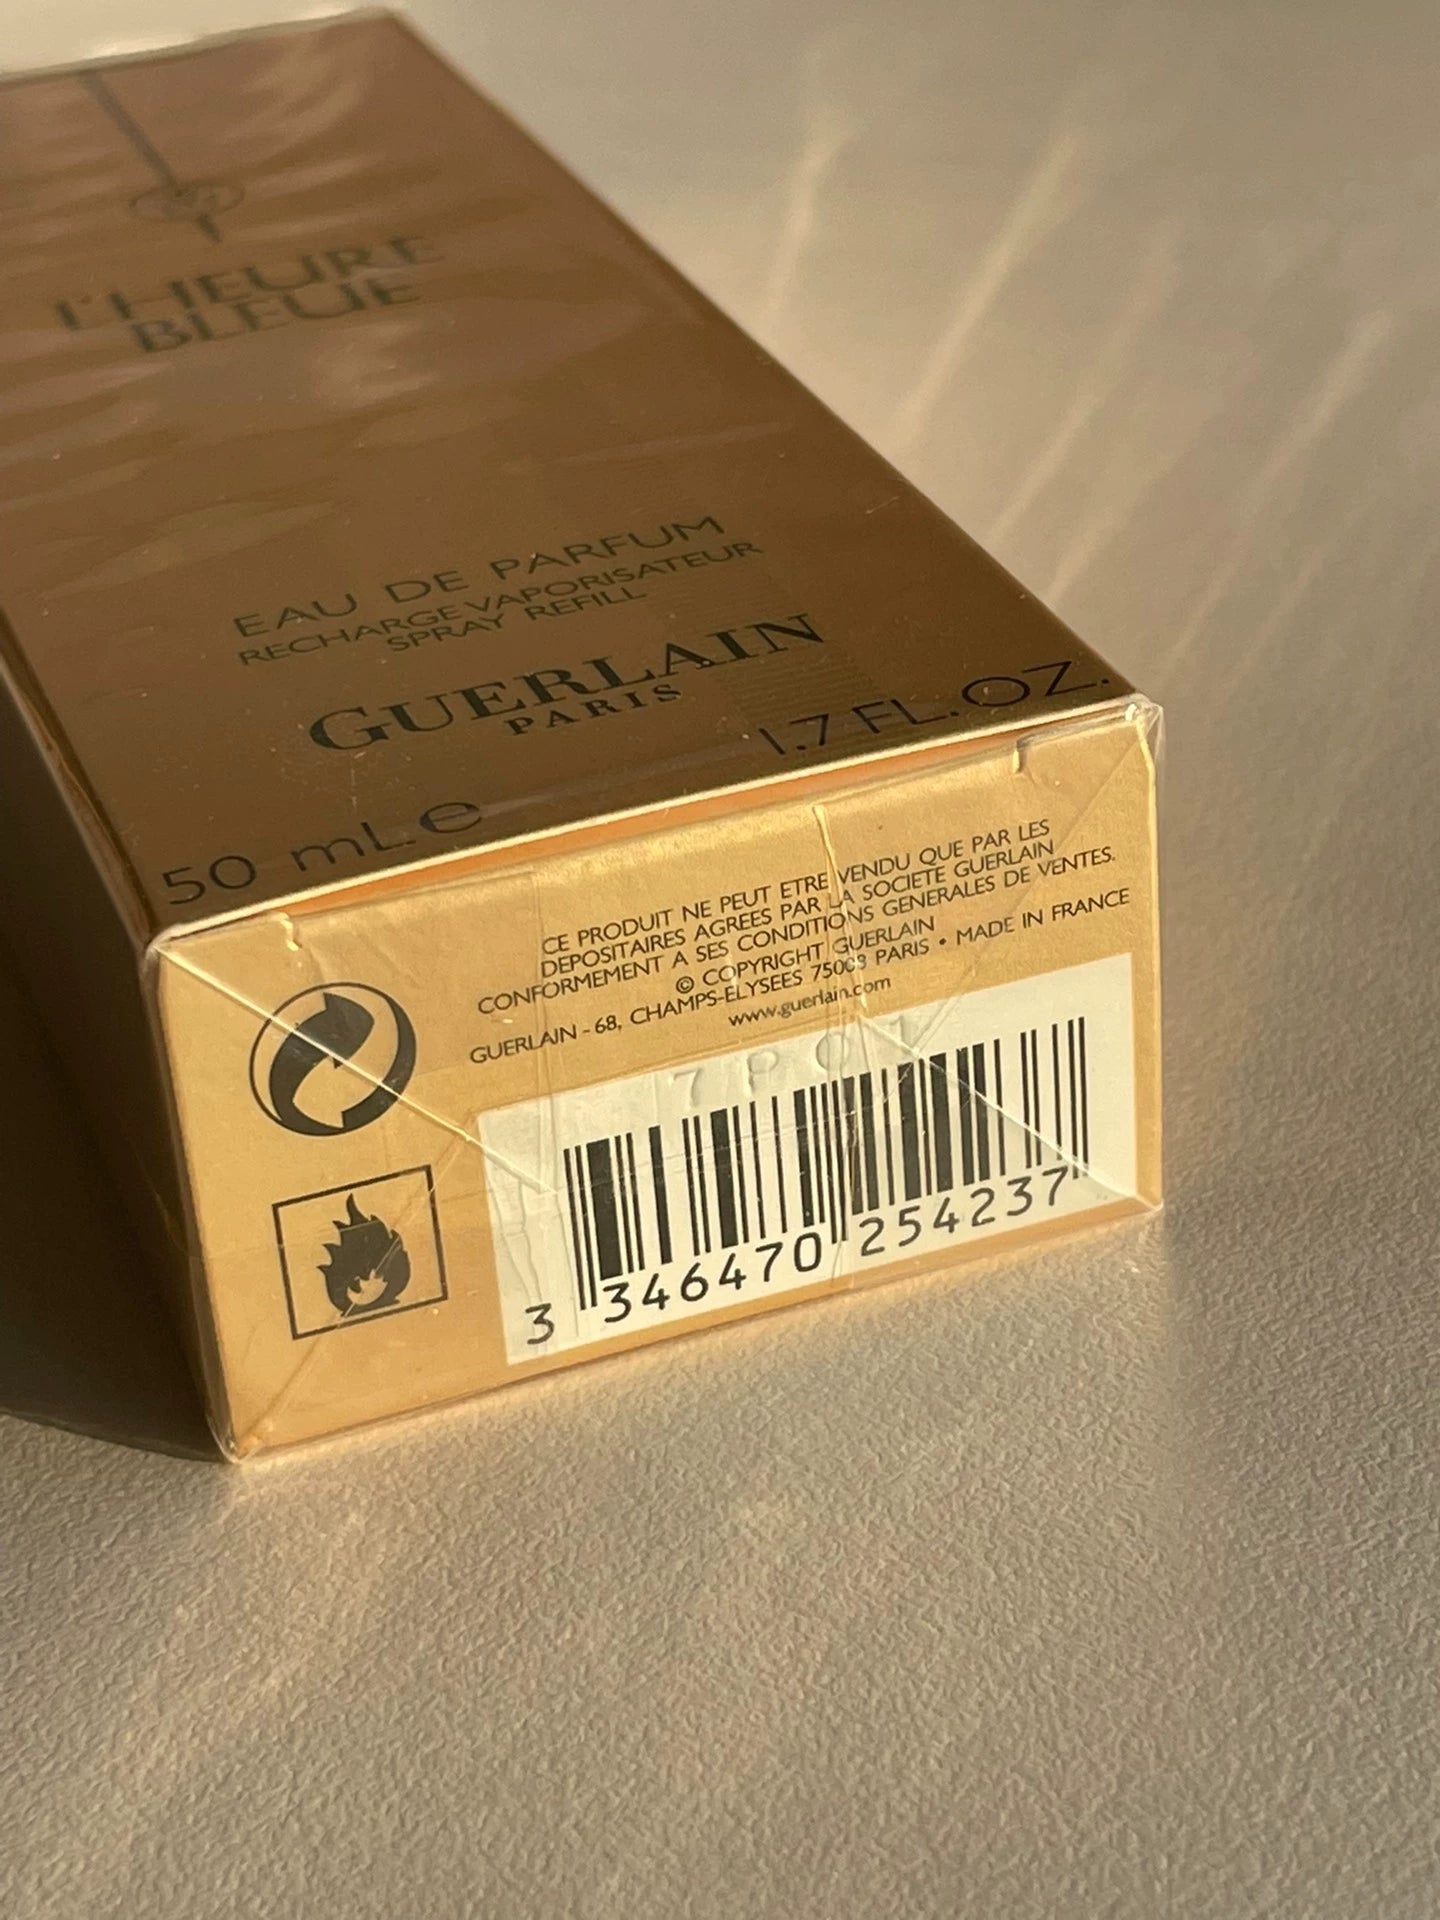 L'HEURE
BLEUE
EAU DE PARFUM
RECHARGE VAPORISATEUR
SPRAY REFILL
GUERLAIN
PARIS
50 mL e 1.7 FL.OZ.
CE PRODUIT NE PEUT ETRE VENDU QUE PAR LES
DEPOSITAIRES AGREES PAR LA SOCIETE GUERLAIN
CONFORMEMENT A SES CONDITIONS GENERALES DE VENTES.
© COPYRIGHT GUERLAIN
GUERLAIN - 68, CHAMPS-ELYSEES 75008 PARIS • MADE IN FRANCE
www.guerlain.com
7P01
3 346470 254237